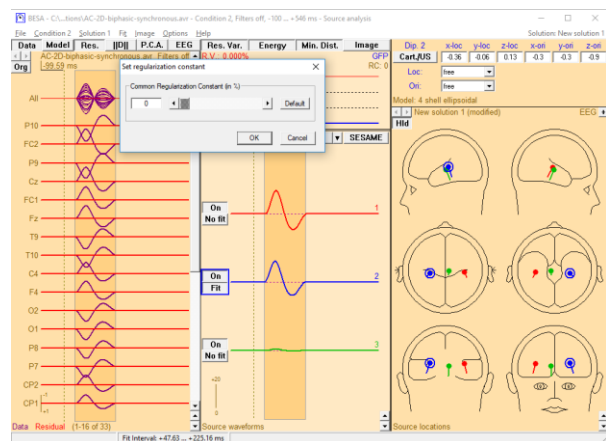 BESA - C:\...tions\AC-2D-biphasic-synchronous.avr - Condition 2, Filters off, -100 ... +546 ms - Source analysis
File Condition 2 Solution 1 Fit Image Options Help Solution: New solution 1
Data Model Res. ||D|| P.C.A. EEG Res. Var. Energy Min. Dist. Image Dip. 2 x-loc y-loc z-loc x-ori y-ori z-ori
AC-2D-biphasic-synchronous.avr, Filters off R.V.: 0.000% GFP Cart./US -0.36 -0.06 0.13 -0.3 -0.3 -0.9
Org -99.59 ms RC: 0 Loc: free
Set regularization constant
Ori: free
Common Regularization Constant (in %)
Model: 4 shell ellipsoidal
0 Default
New solution 1 (modified) EEG
Hld
OK Cancel
SESAME
All
P10
FC2
P9
Cz
FC1
Fz
T9
T10
C4
F4
O2
O1
P8
P7
CP2
CP1
On
No fit
1
On
Fit
2
On
No fit
3
+20
0
+1
Data Residual (1-16 of 33) Source waveforms Source locations
Fit Interval: +47.63 ... +225.16 ms